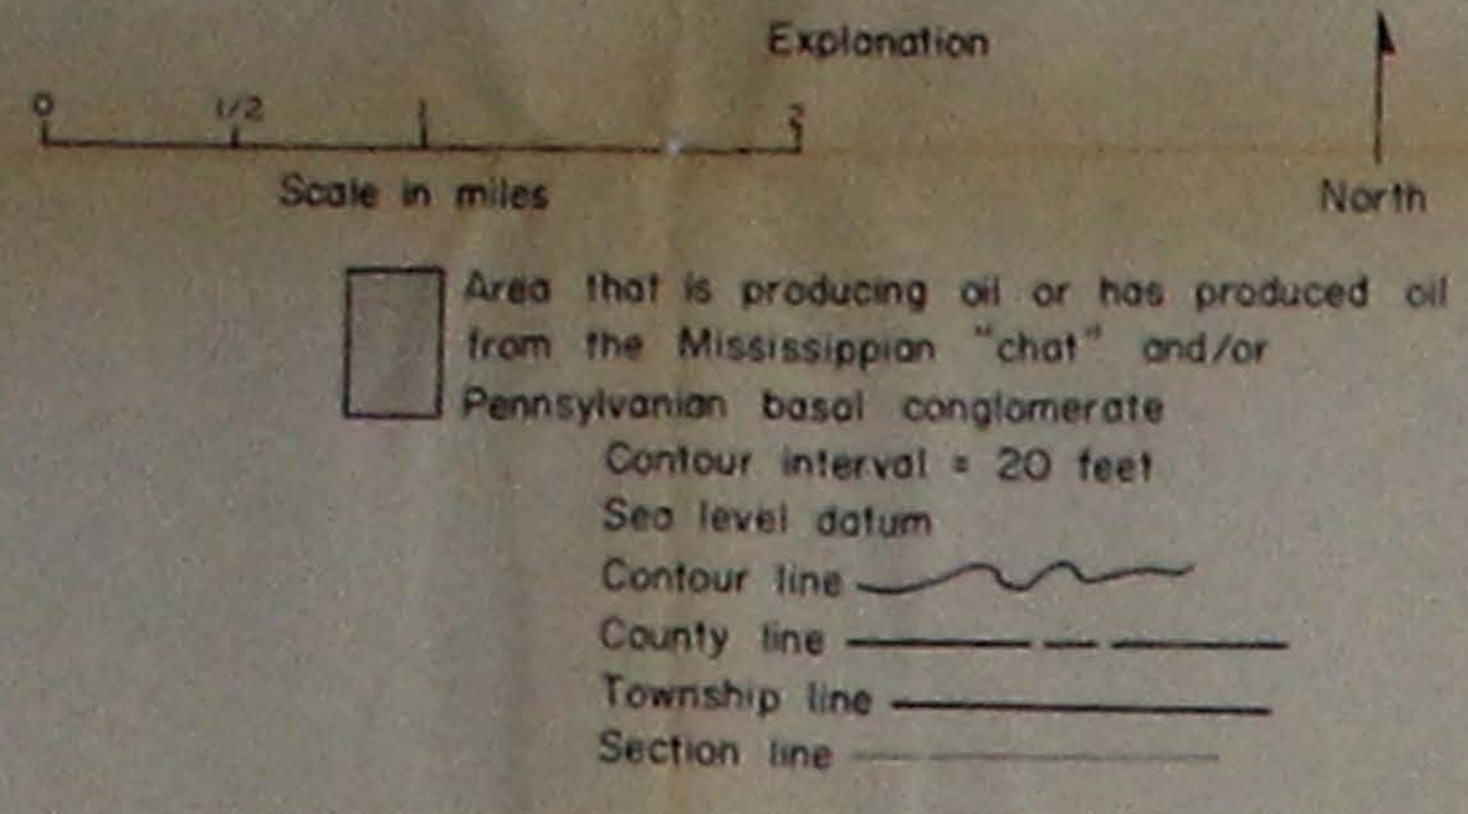 Explanation
0 1/2 1 2
Scale in miles
North
Area that is producing oil or has produced oil
from the Mississippian "chat" and/or
Pennsylvanian basal conglomerate
Contour interval = 20 feet
Sea level datum
Contour line
County line
Township line
Section line